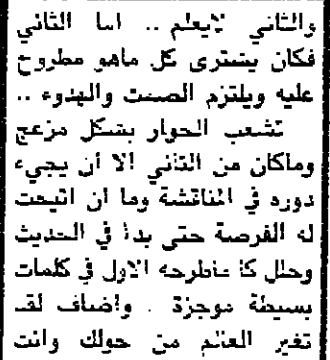 والثاني لايعلم .. اما الثاني
فكان يشترى كل ماهو مطروح
عليه ويلتزم الصمت والهدوء ..
تشعب الحوار بشكل مزعج
وماكان من الثاني الا أن يجيء
دوره في المناقشة وما ان اتيحت
له الفرصة حتى بدأ في الحديث
وحلل كل ماطرحه الاول في كلمات
بسيطة موجزة . واضاف لقد
تغير العالم من حولك وانت